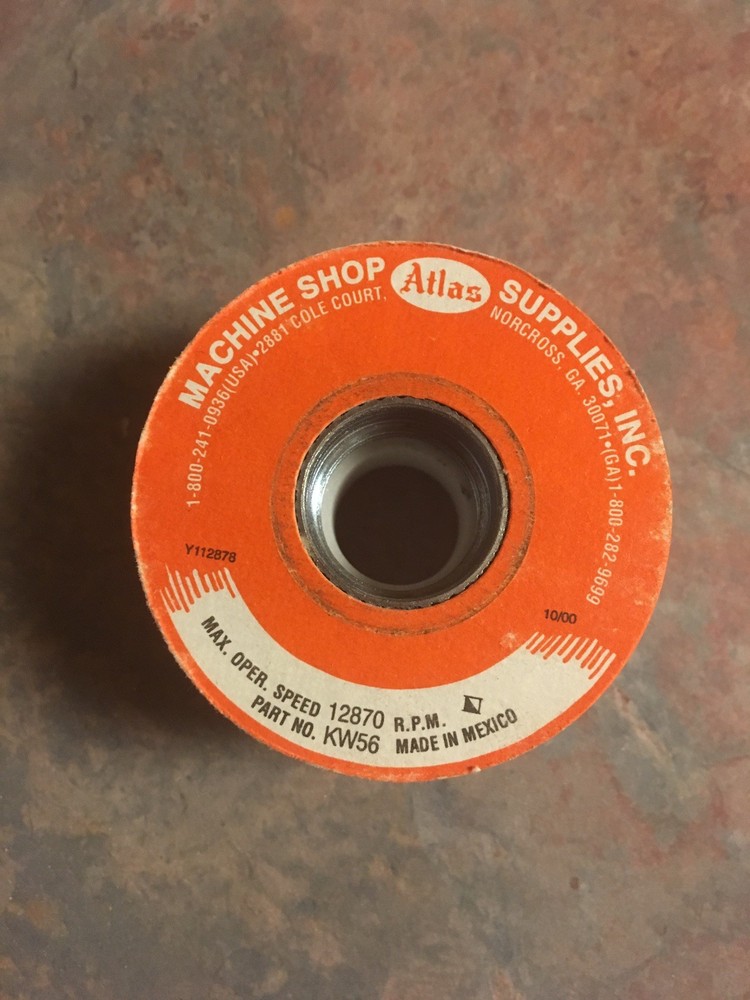 MACHINE SHOP Atlas SUPPLIES, INC.
1-800-241-0936(USA)•2881 COLE COURT, NORCROSS, GA. 30071•(GA)1-800-282-9699
Y112878
10/00
MAX. OPER. SPEED 12870 R.P.M.
PART NO. KW56 MADE IN MEXICO